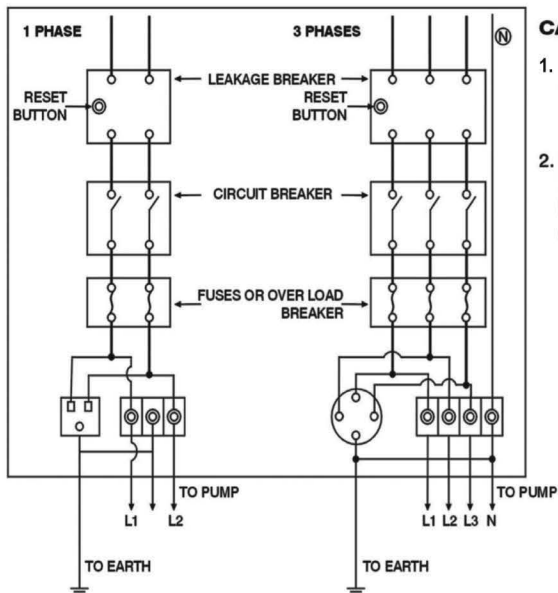 1 PHASE
3 PHASES
N
CA
1.
LEAKAGE BREAKER
RESET
BUTTON
RESET
BUTTON
2.
CIRCUIT BREAKER
FUSES OR OVER LOAD
BREAKER
TO PUMP
TO PUMP
L1
L2
L1
L2
L3
N
TO EARTH
TO EARTH